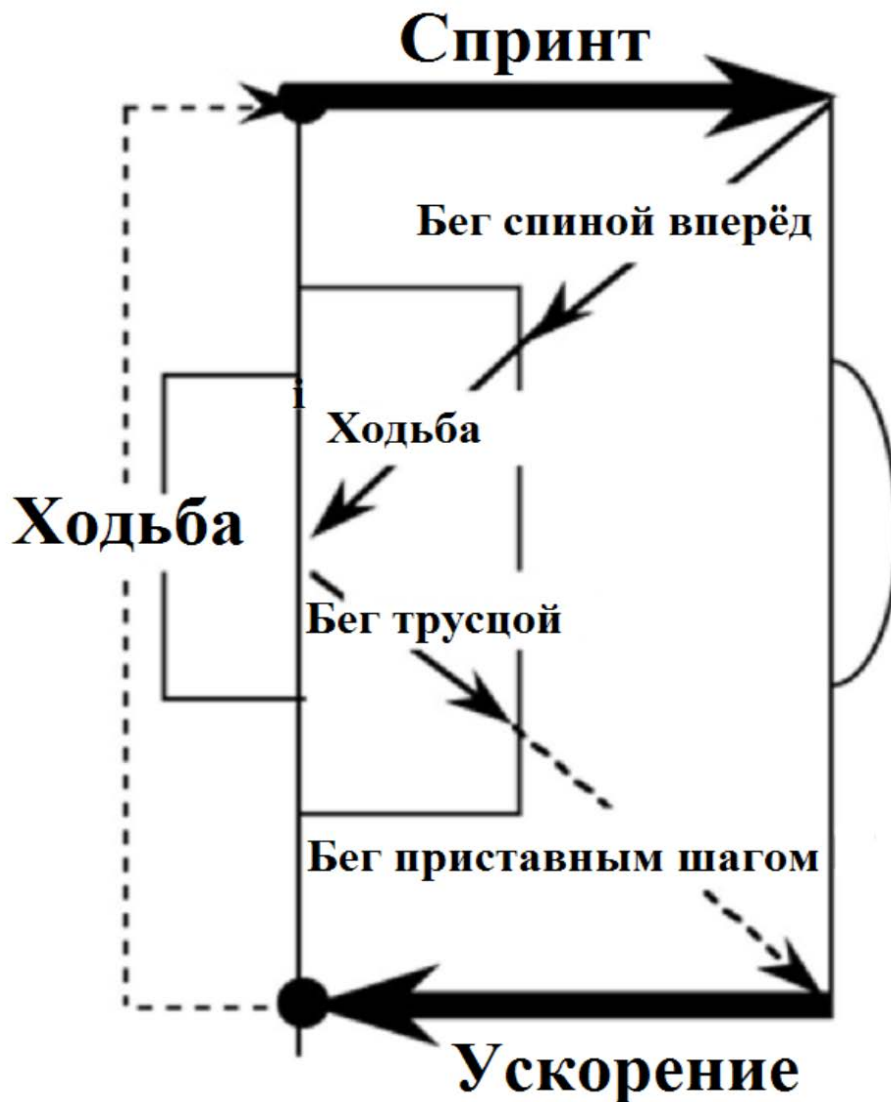 Спринт
Бег спиной вперёд
i
Ходьба
Ходьба
Бег трусцой
Бег приставным шагом
Ускорение